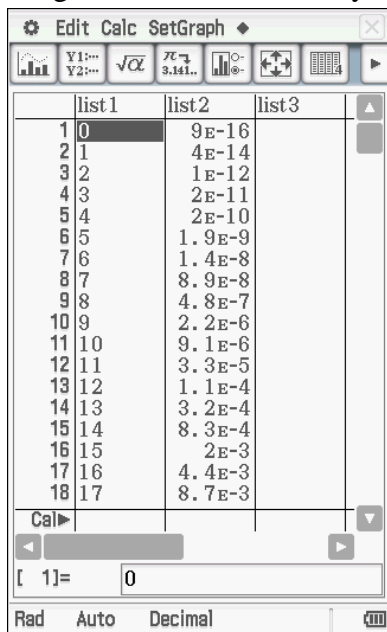 Edit Calc SetGraph
Y1:··· Y2:··· √α π 3.141.. 4
list1 list2 list3
1 0 9E-16
2 1 4E-14
3 2 1E-12
4 3 2E-11
5 4 2E-10
6 5 1.9E-9
7 6 1.4E-8
8 7 8.9E-8
9 8 4.8E-7
10 9 2.2E-6
11 10 9.1E-6
12 11 3.3E-5
13 12 1.1E-4
14 13 3.2E-4
15 14 8.3E-4
16 15 2E-3
17 16 4.4E-3
18 17 8.7E-3
Cal▶
[ 1]= 0
Rad Auto Decimal